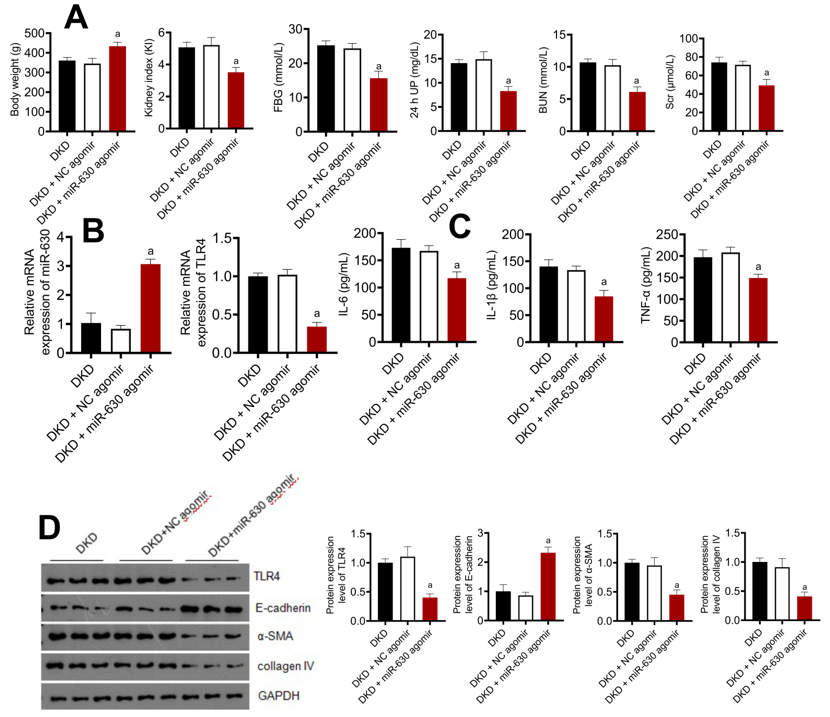 A
Body weight (g)
500
400
300
200
100
0
a
DKD
DKD + NC agomir
DKD + miR-630 agomir
Kidney index (KI)
6
4
2
0
a
DKD
DKD + NC agomir
DKD + miR-630 agomir
FBG (mmol/L)
30
20
10
0
a
DKD
DKD + NC agomir
DKD + miR-630 agomir
24 h UP (mg/dL)
20
15
10
5
0
a
DKD
DKD + NC agomir
DKD + miR-630 agomir
BUN (mmol/L)
15
10
5
0
a
DKD
DKD + NC agomir
DKD + miR-630 agomir
Scr (μmol/L)
100
80
60
40
20
0
a
DKD
DKD + NC agomir
DKD + miR-630 agomir
B
Relative mRNA
expression of miR-630
4
3
2
1
0
a
DKD
DKD + NC agomir
DKD + miR-630 agomir
Relative mRNA
expression of TLR4
1.5
1.0
0.5
0.0
a
DKD
DKD + NC agomir
DKD + miR-630 agomir
C
IL-6 (pg/mL)
200
150
100
50
0
a
DKD
DKD + NC agomir
DKD + miR-630 agomir
IL-1β (pg/mL)
200
150
100
50
0
a
DKD
DKD + NC agomir
DKD + miR-630 agomir
TNF-α (pg/mL)
250
200
150
100
50
0
a
DKD
DKD + NC agomir
DKD + miR-630 agomir
D
DKD
DKD+NC agomir
DKD+miR-630 agomir
TLR4
E-cadherin
α-SMA
collagen IV
GAPDH
Protein expression
level of TLR4
1.5
1.0
0.5
0.0
a
DKD
DKD + NC agomir
DKD + miR-630 agomir
Protein expression
level of E-cadherin
3
2
1
0
a
DKD
DKD + NC agomir
DKD + miR-630 agomir
Protein expression
level of α-SMA
1.5
1.0
0.5
0.0
a
DKD
DKD + NC agomir
DKD + miR-630 agomir
Protein expression
level of collagen IV
1.5
1.0
0.5
0.0
a
DKD
DKD + NC agomir
DKD + miR-630 agomir